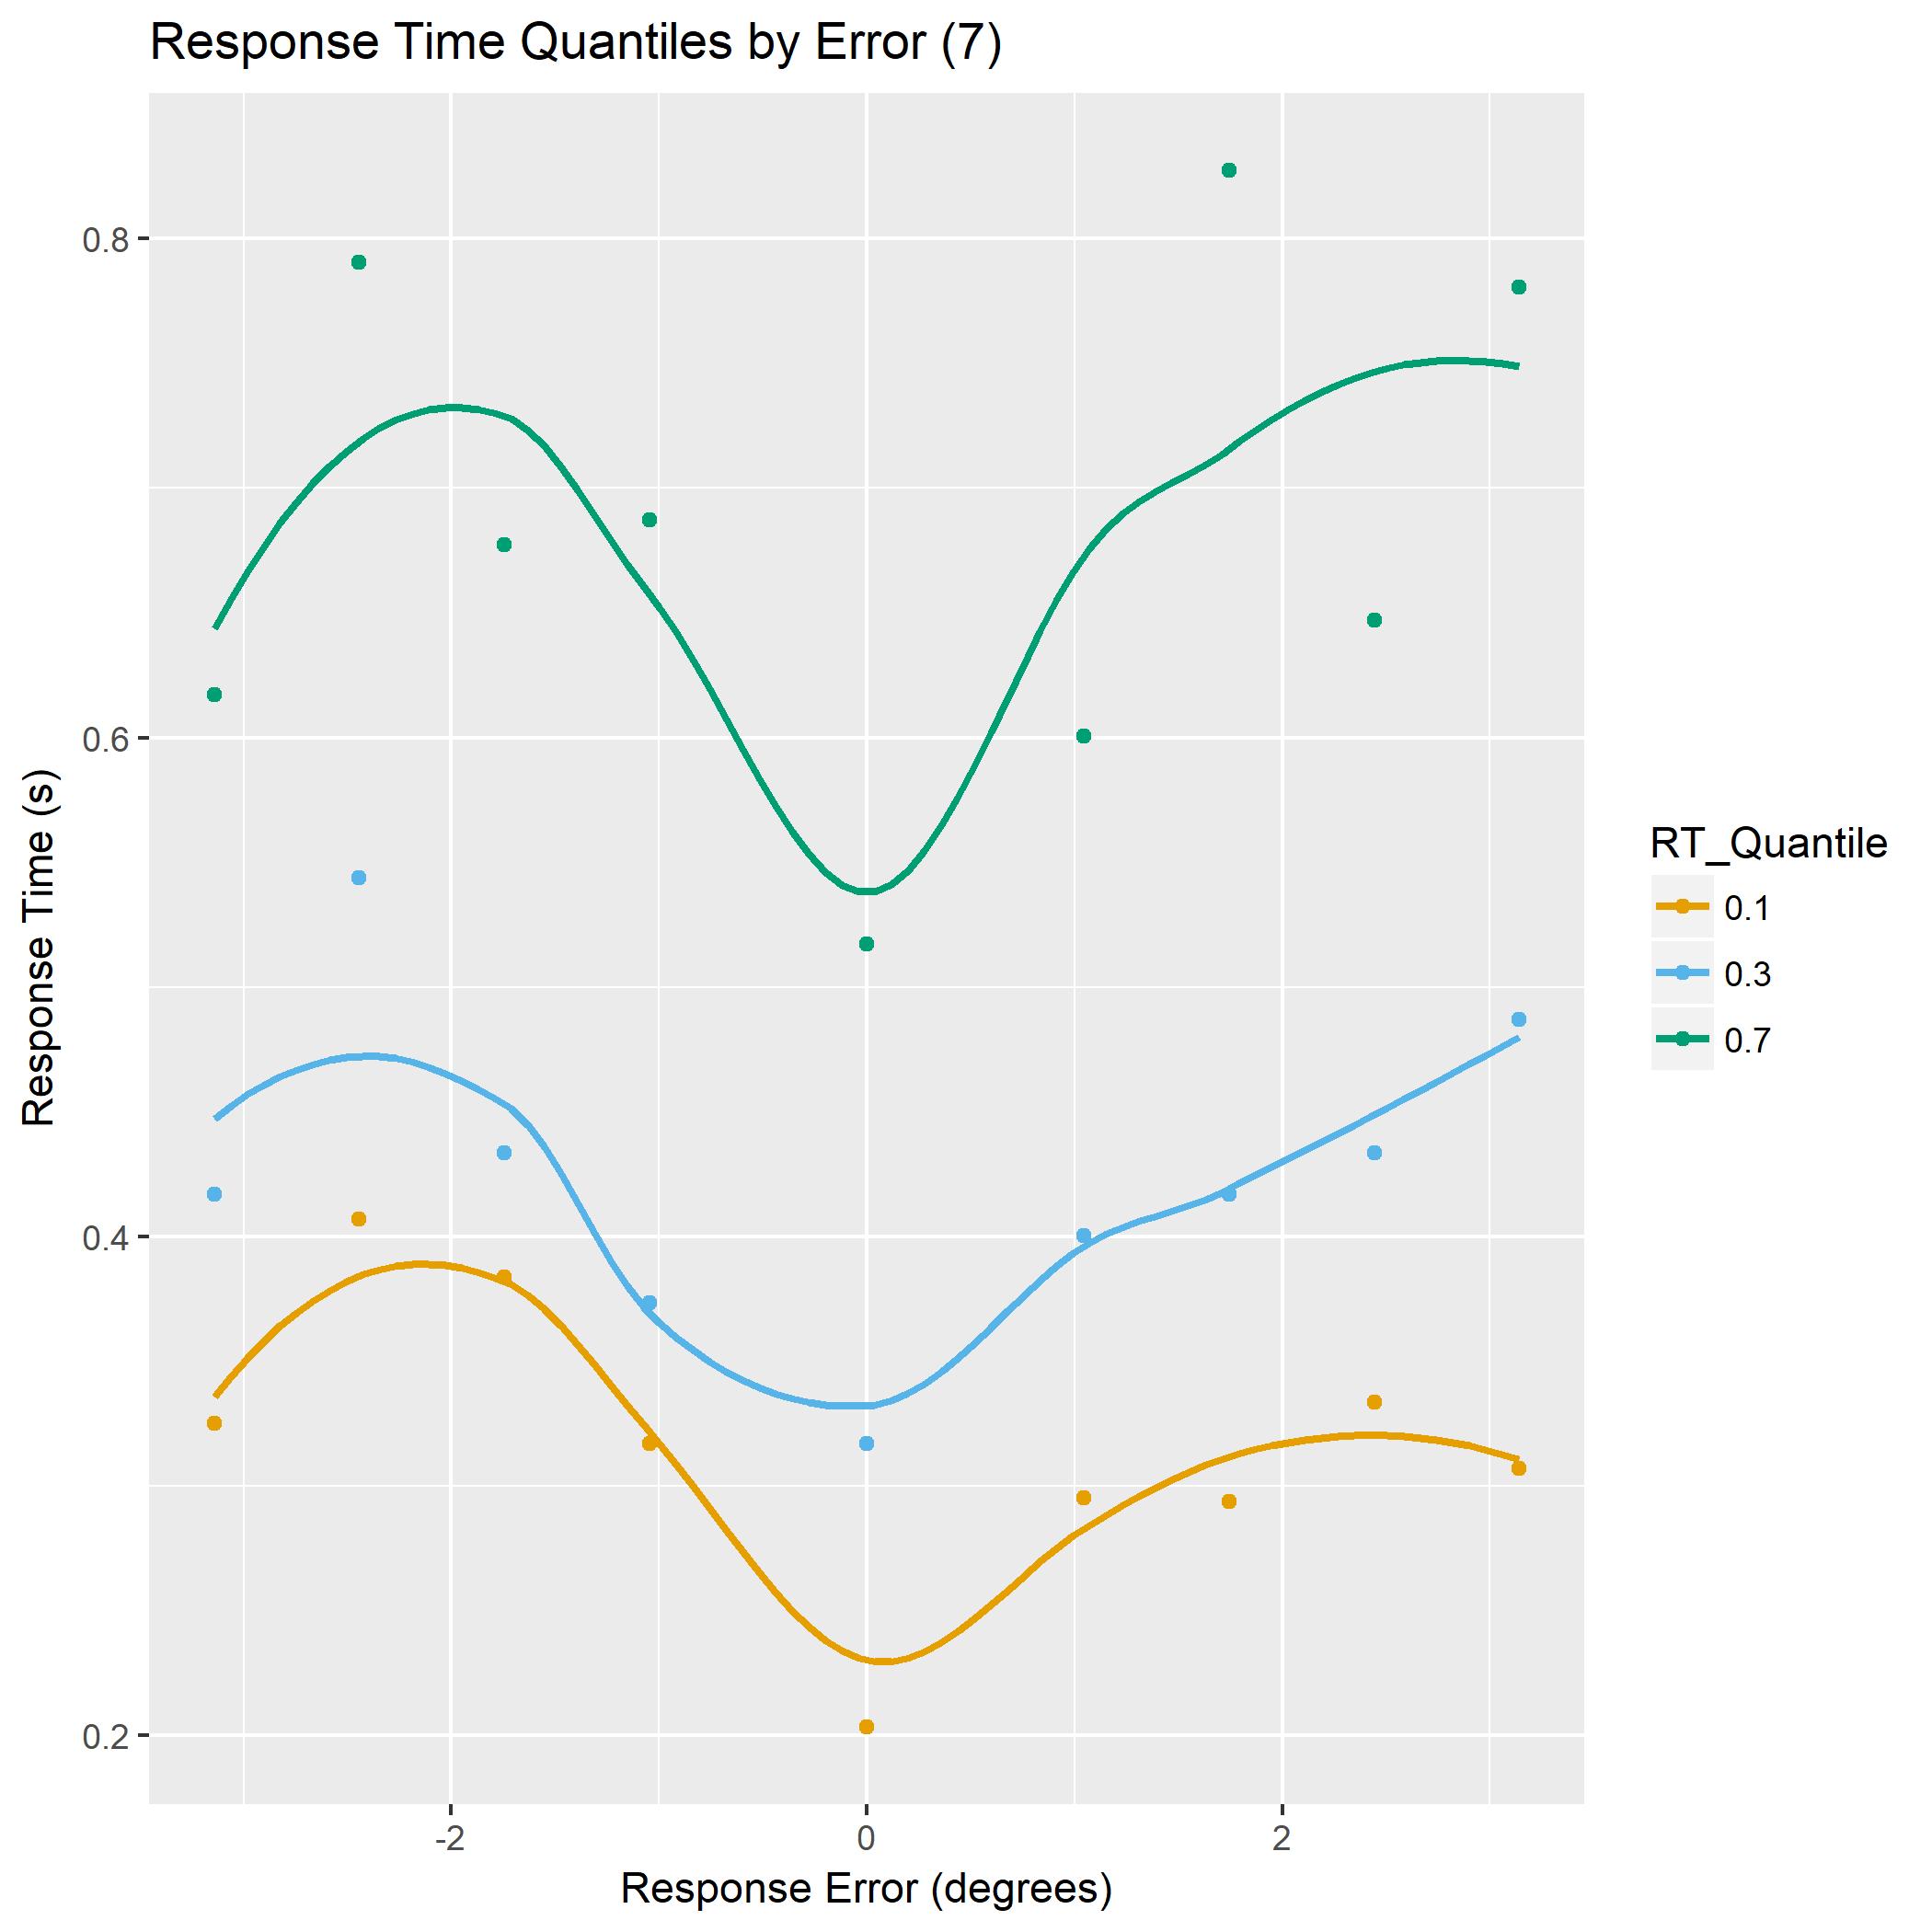 Response Time Quantiles by Error (7)
0.8
0.6
0.4
0.2
Response Time (s)
-2
0
2
Response Error (degrees)
RT_Quantile
0.1
0.3
0.7